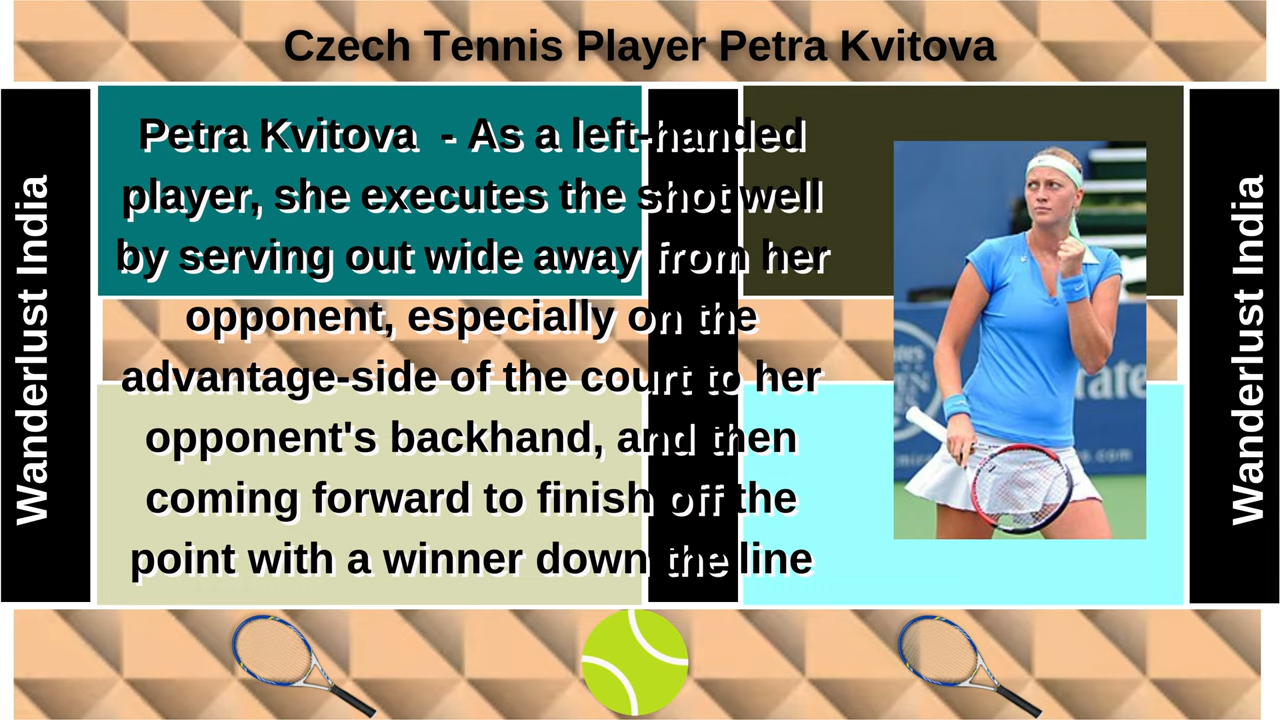 Czech Tennis Player Petra Kvitova
Wanderlust India
Petra Kvitova - As a left-handed
player, she executes the shot well
by serving out wide away from her
opponent, especially on the
advantage-side of the court to her
opponent's backhand, and then
coming forward to finish off the
point with a winner down the line
Wanderlust India